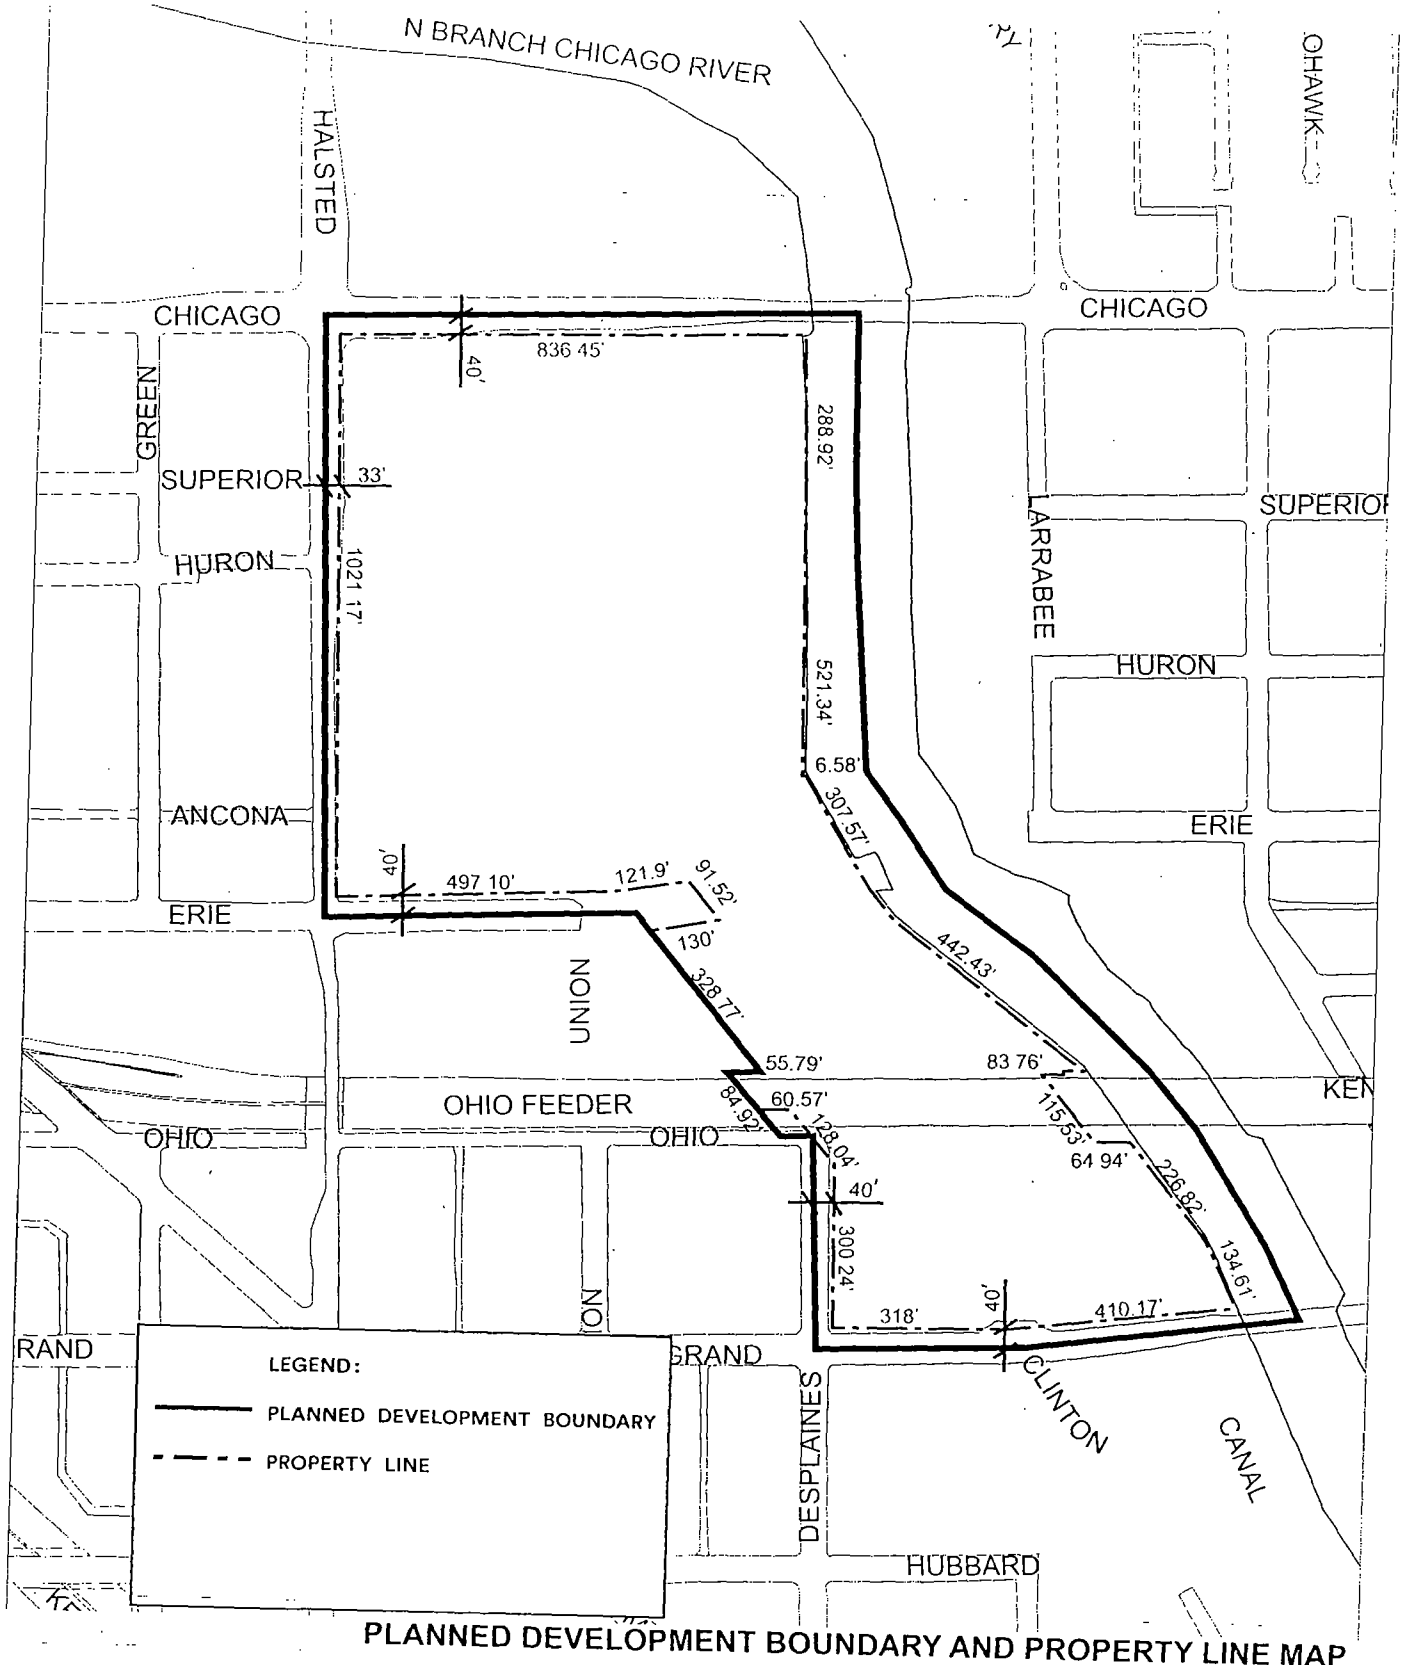 N BRANCH CHICAGO RIVER
RY
OHAWK
HALSTED
CHICAGO
CHICAGO
836 45'
40'
GREEN
288.92'
SUPERIOR
33'
SUPERIOR
LARRABEE
HURON
1021 17'
HURON
521.34'
6.58'
307.57'
ANCONA
ERIE
40'
497 10'
121.9'
91.52'
ERIE
130'
442.43'
UNION
328 77'
55.79'
83 76'
KEN
OHIO FEEDER
84.92'
60.57'
115.53'
OHIO
OHIO
128.04'
64 94'
226.82'
40'
300 24'
134.61'
NOI
318'
40'
410.17'
RAND
GRAND
CLINTON
DESPLAINES
CANAL
LEGEND:
PLANNED DEVELOPMENT BOUNDARY
PROPERTY LINE
HUBBARD
PLANNED DEVELOPMENT BOUNDARY AND PROPERTY LINE MAP